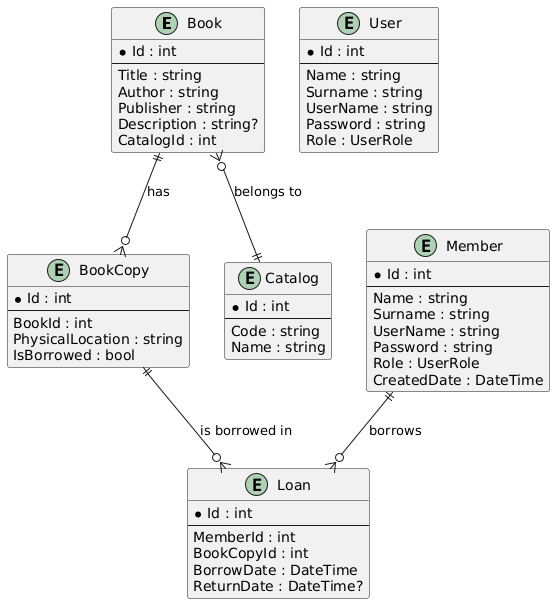 E Book
* Id : int
Title : string
Author : string
Publisher : string
Description : string?
CatalogId : int
E User
* Id : int
Name : string
Surname : string
UserName : string
Password : string
Role : UserRole
has
belongs to
E BookCopy
* Id : int
BookId : int
PhysicalLocation : string
IsBorrowed : bool
E Catalog
* Id : int
Code : string
Name : string
E Member
* Id : int
Name : string
Surname : string
UserName : string
Password : string
Role : UserRole
CreatedDate : DateTime
is borrowed in
borrows
E Loan
* Id : int
MemberId : int
BookCopyId : int
BorrowDate : DateTime
ReturnDate : DateTime?